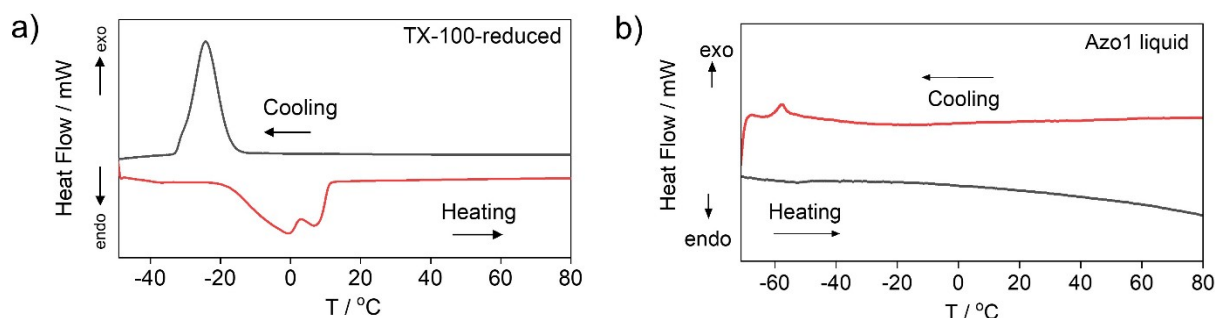 a)
TX-100-reduced
exo
Cooling
Heat Flow / mW
Heating
endo
-40 -20 0 20 40 60 80
T / °C
b)
Azo1 liquid
exo
Cooling
Heat Flow / mW
Heating
endo
-60 -40 -20 0 20 40 60 80
T / °C